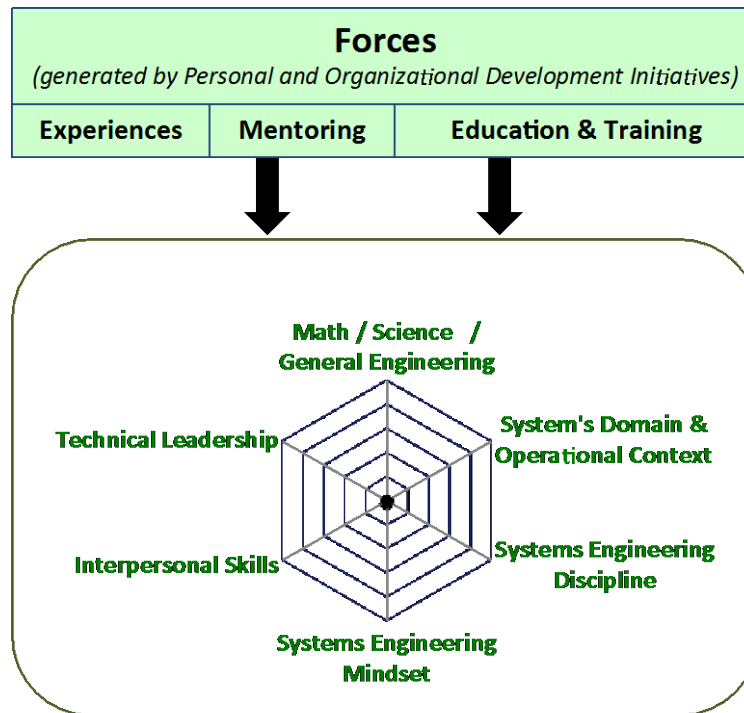 Forces
(generated by Personal and Organizational Development Initiatives)
Experiences
Mentoring
Education & Training
Math / Science /
General Engineering
Technical Leadership
System's Domain &
Operational Context
Interpersonal Skills
Systems Engineering
Discipline
Systems Engineering
Mindset